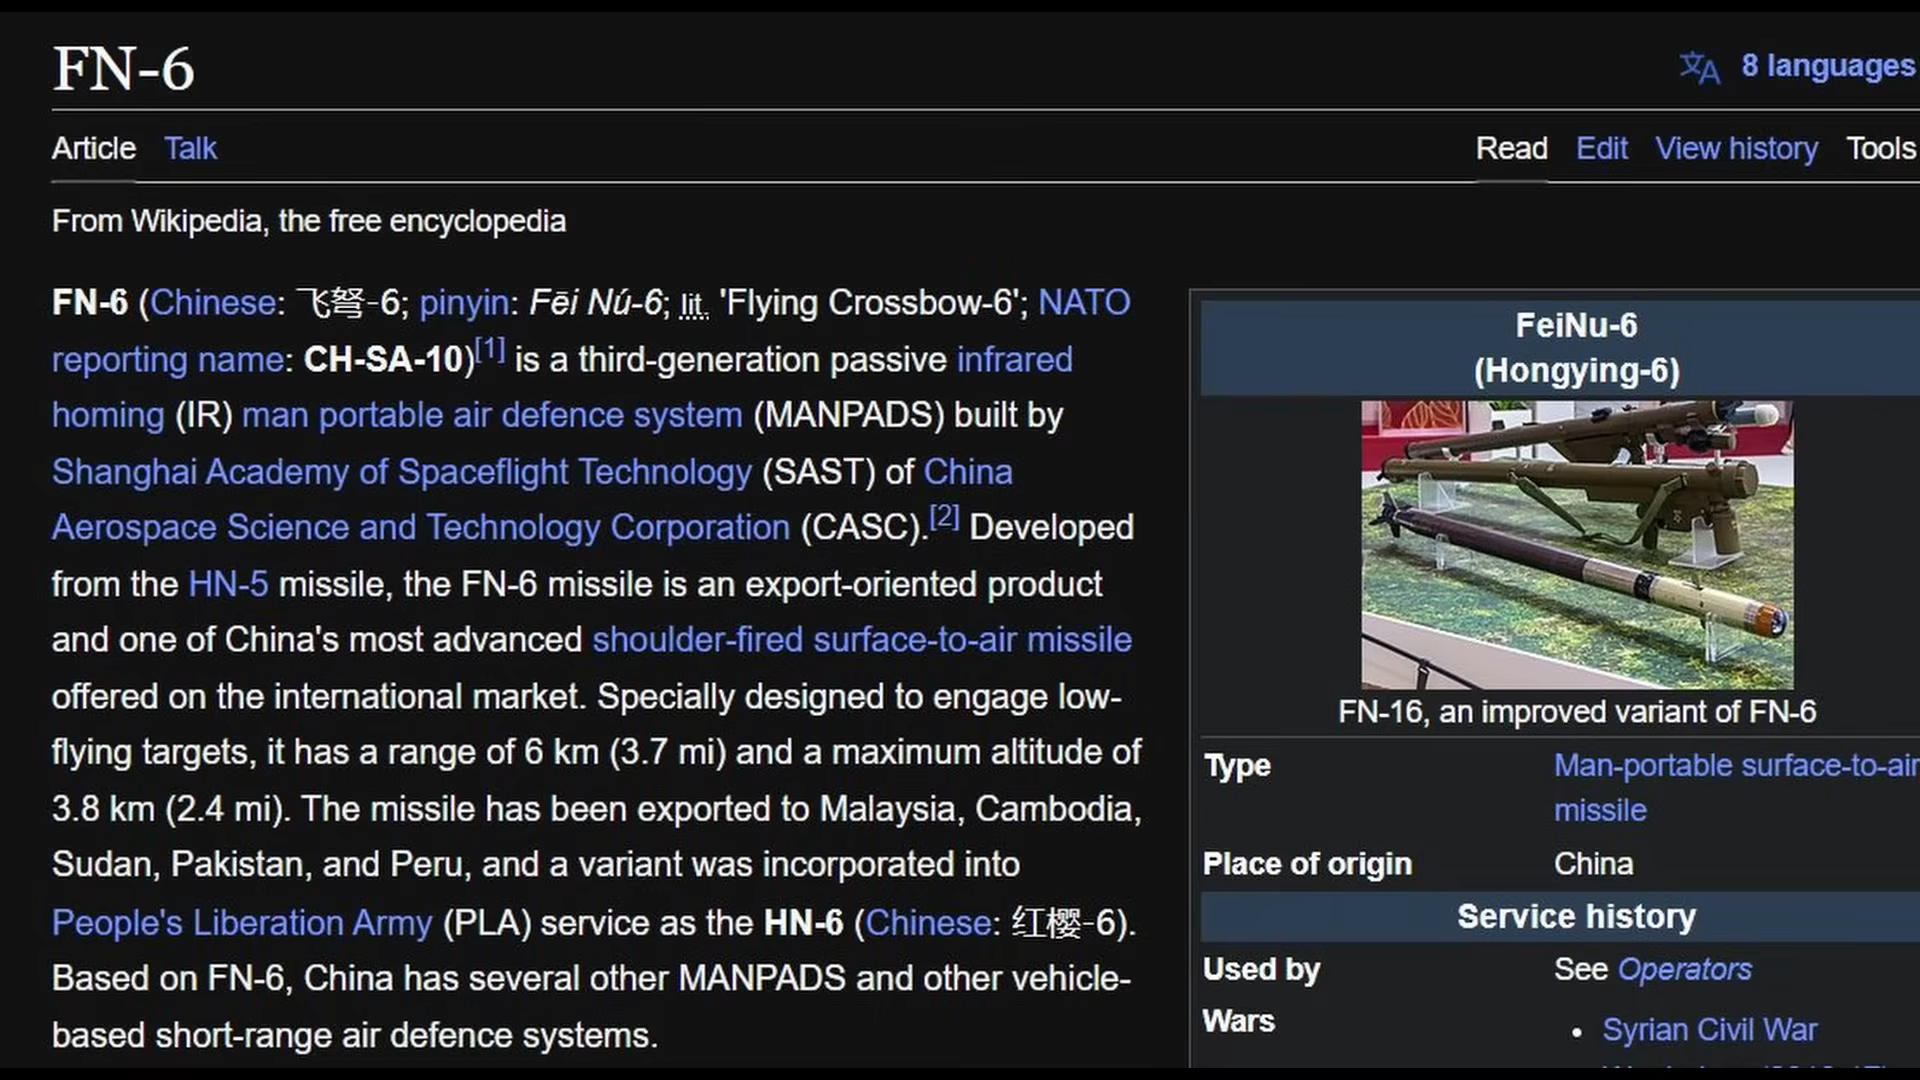 FN-6
8 languages
Article Talk
Read Edit View history Tools
From Wikipedia, the free encyclopedia
FN-6 (Chinese: 飞弩-6; pinyin: Fēi Nú-6; lit. 'Flying Crossbow-6'; NATO
reporting name: CH-SA-10)[1] is a third-generation passive infrared
homing (IR) man portable air defence system (MANPADS) built by
Shanghai Academy of Spaceflight Technology (SAST) of China
Aerospace Science and Technology Corporation (CASC).[2] Developed
from the HN-5 missile, the FN-6 missile is an export-oriented product
and one of China's most advanced shoulder-fired surface-to-air missile
offered on the international market. Specially designed to engage low-
flying targets, it has a range of 6 km (3.7 mi) and a maximum altitude of
3.8 km (2.4 mi). The missile has been exported to Malaysia, Cambodia,
Sudan, Pakistan, and Peru, and a variant was incorporated into
People's Liberation Army (PLA) service as the HN-6 (Chinese: 红樱-6).
Based on FN-6, China has several other MANPADS and other vehicle-
based short-range air defence systems.
FeiNu-6
(Hongying-6)
FN-16, an improved variant of FN-6
Type Man-portable surface-to-air
missile
Place of origin China
Service history
Used by See Operators
Wars • Syrian Civil War